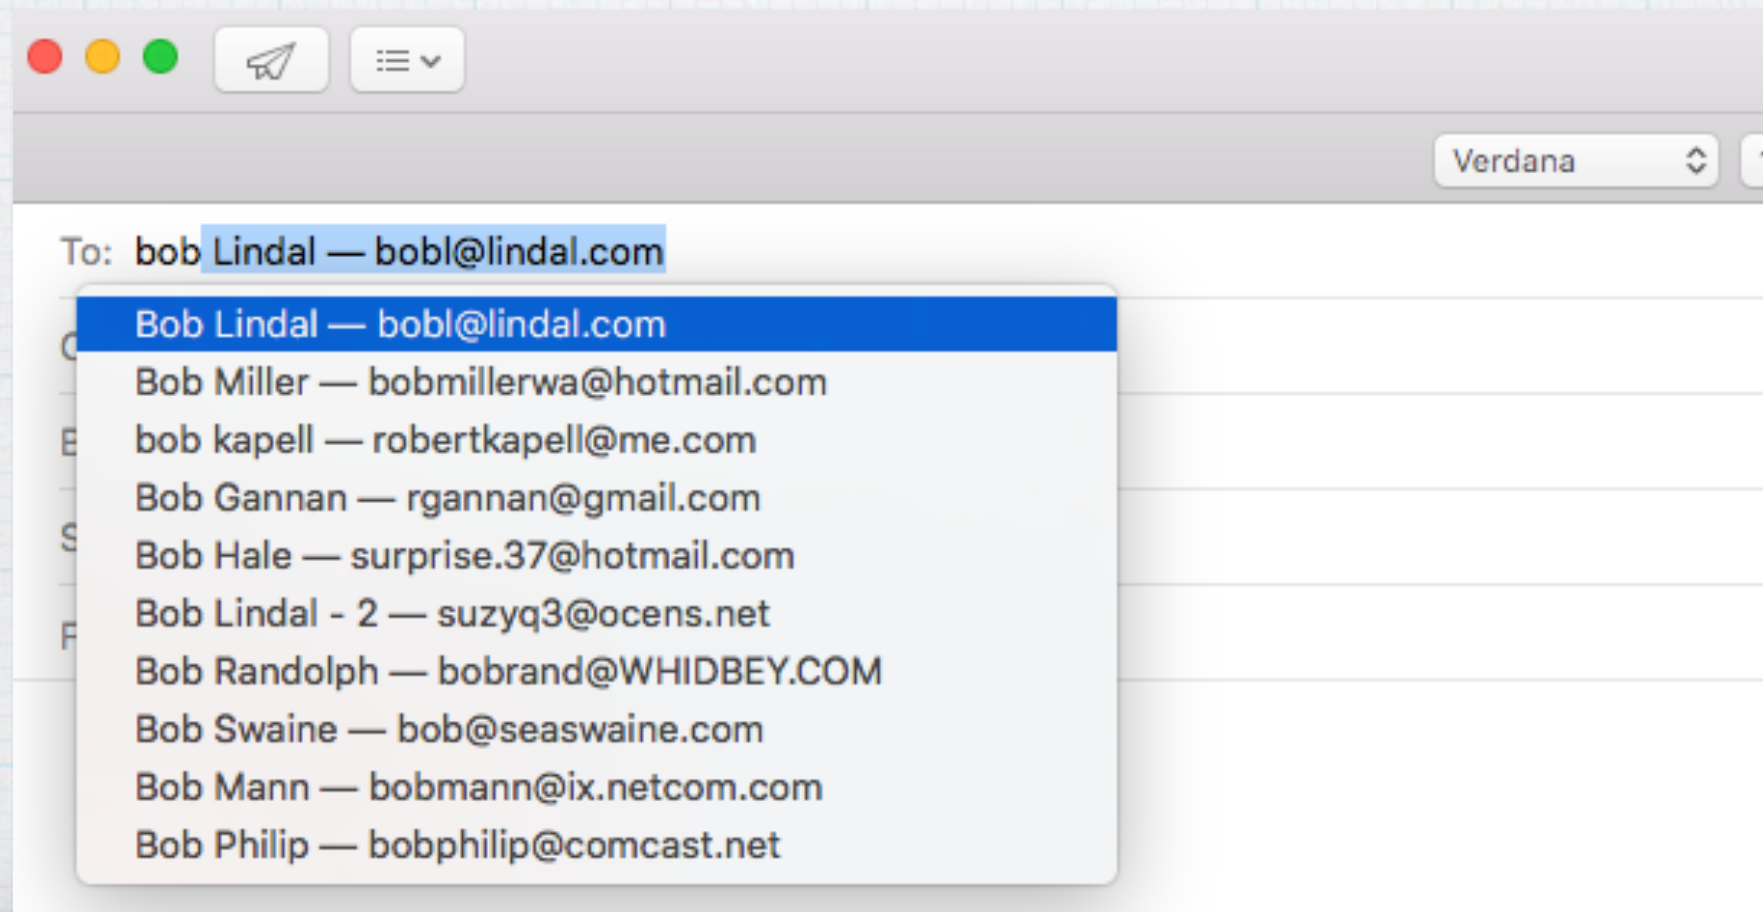 Verdana
To: bob Lindal — bobl@lindal.com
Bob Lindal — bobl@lindal.com
Bob Miller — bobmillerwa@hotmail.com
bob kapell — robertkapell@me.com
Bob Gannan — rgannan@gmail.com
Bob Hale — surprise.37@hotmail.com
Bob Lindal - 2 — suzyq3@ocens.net
Bob Randolph — bobrand@WHIDBEY.COM
Bob Swaine — bob@seaswaine.com
Bob Mann — bobmann@ix.netcom.com
Bob Philip — bobphilip@comcast.net